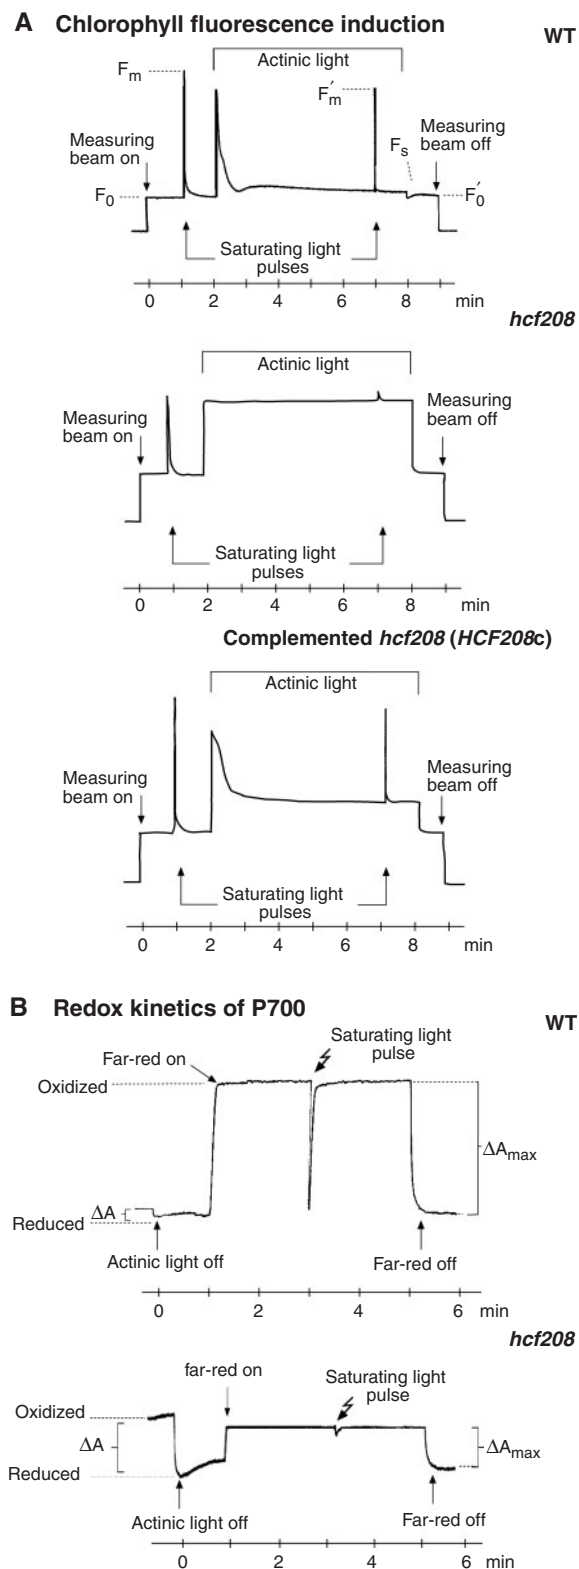 A Chlorophyll fluorescence induction
WT
Actinic light
Fm
F′m
Measuring
beam on
Measuring
beam off
Fs
F0
F′0
Saturating light
pulses
0 2 4 6 8 min
hcf208
Actinic light
Measuring
beam on
Measuring
beam off
Saturating light
pulses
0 2 4 6 8 min
Complemented hcf208 (HCF208c)
Actinic light
Measuring
beam on
Measuring
beam off
Saturating light
pulses
0 2 4 6 8 min
B Redox kinetics of P700
WT
Saturating light
pulse
Far-red on
Oxidized
ΔAmax
ΔA
Reduced
Actinic light off
Far-red off
0 2 4 6 min
hcf208
far-red on
Saturating light
pulse
Oxidized
ΔA
ΔAmax
Reduced
Actinic light off
Far-red off
0 2 4 6 min